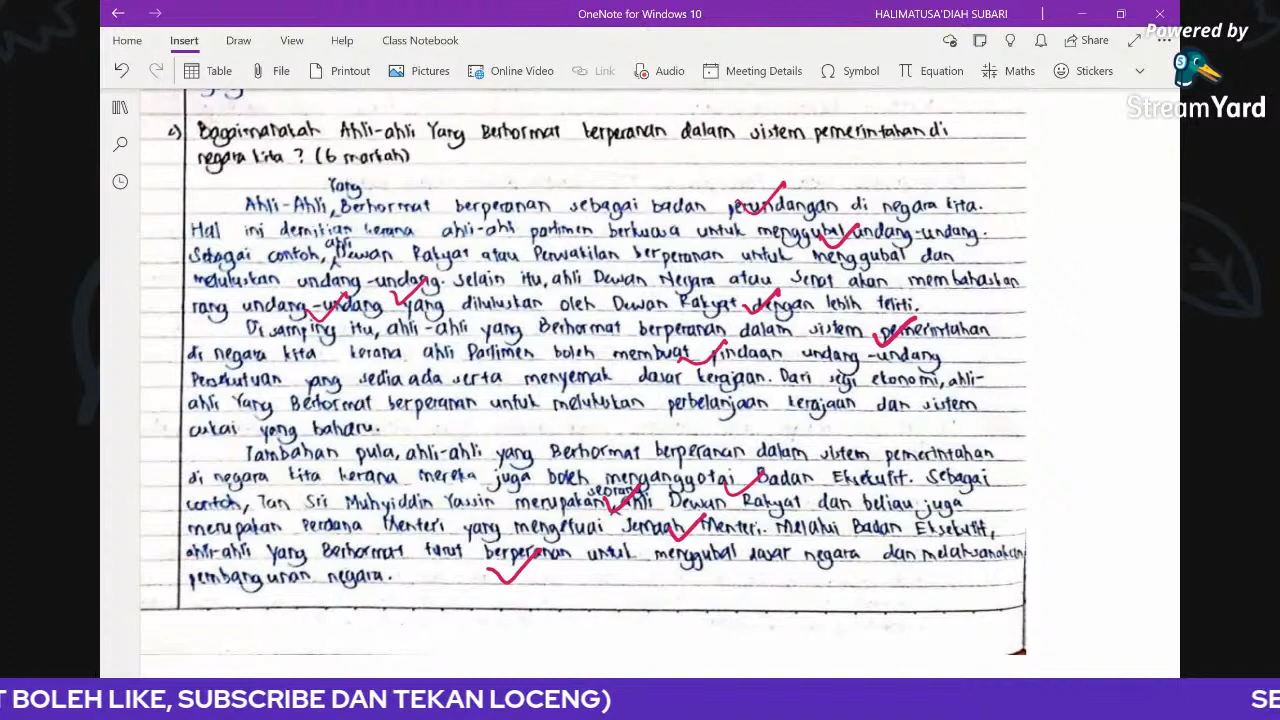 OneNote for Windows 10
HALIMATUSA'DIAH SUBARI
Powered by
StreamYard
Home Insert Draw View Help Class Notebook Share
Table File Printout Pictures Online Video Link Audio Meeting Details Symbol Equation Maths Stickers
c) Bagaimanakah Ahli-ahli Yang Berhormat berperanan dalam sistem pemerintahan di
negara kita ? (6 markah)
Yang
Ahli-Ahli, Berhormat berperanan sebagai badan perundangan di negara kita.
Hal ini demikian kerana ahli-ahli parlimen berkuasa untuk menggubal undang-undang.
Sebagai contoh, ahli Dewan Rakyat atau Perwakilan berperanan untuk menggubal dan
meluluskan undang-undang. Selain itu, ahli Dewan Negara atau Senat akan membahaskan
rang undang-undang yang diluluskan oleh Dewan Rakyat dengan lebih teliti.
Di samping itu, ahli-ahli yang Berhormat berperanan dalam sistem pemerintahan
di negara kita kerana ahli Parlimen boleh membuat pindaan undang-undang
Persekutuan yang sedia ada serta menyemak dasar kerajaan. Dari segi ekonomi, ahli-
ahli Yang Berhormat berperanan untuk meluluskan perbelanjaan kerajaan dan sistem
cukai yang baharu.
Tambahan pula, ahli-ahli yang Berhormat berperanan dalam sistem pemerintahan
di negara kita kerana mereka juga boleh menganggotai Badan Eksekutif. Sebagai
seorang
contoh, Tan Sri Muhyiddin Yassin merupakan ahli Dewan Rakyat dan beliau juga
merupakan Perdana Menteri yang mengetuai Jemaah Menteri. Melalui Badan Eksekutif,
ahli-ahli yang Berhormat turut berperanan untuk menggubal dasar negara dan melaksanakan
pembangunan negara.
T BOLEH LIKE, SUBSCRIBE DAN TEKAN LOCENG)
SE